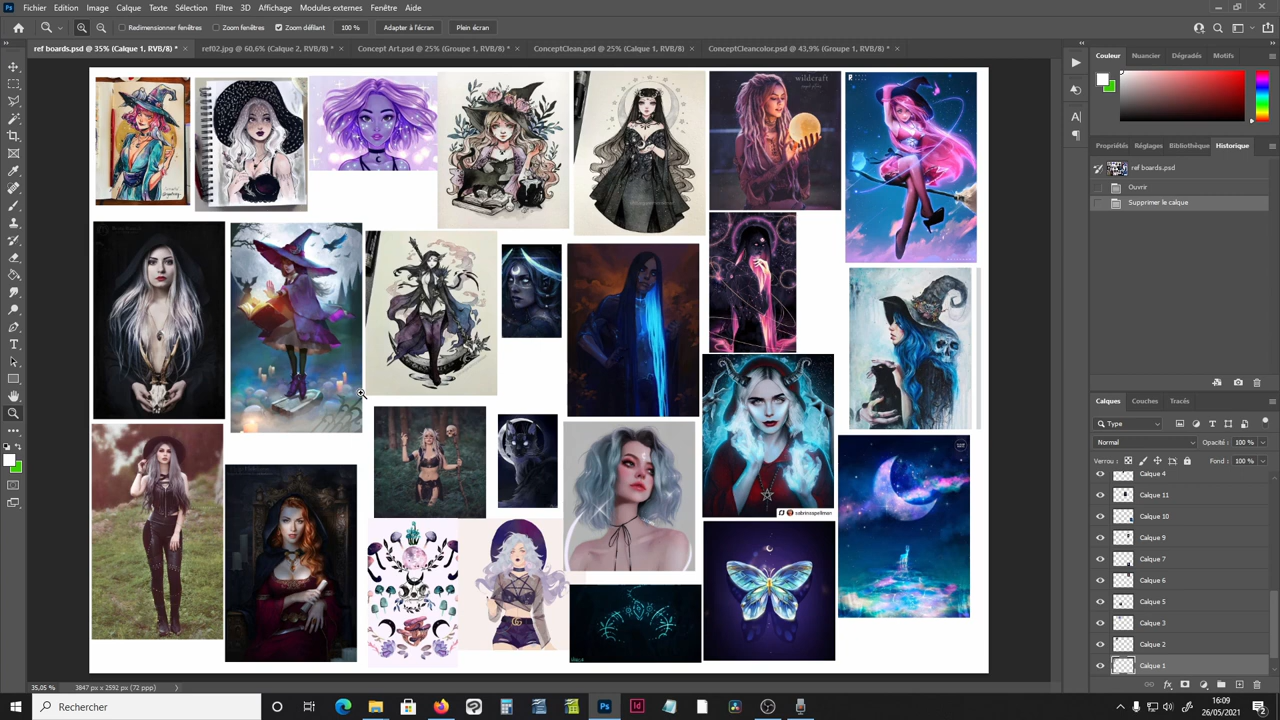 Fichier Edition Image Calque Texte Sélection Filtre 3D Affichage Modules externes Fenêtre Aide
Redimensionner fenêtres Zoom fenêtres Zoom défilant 100 % Adapter à l'écran Plein écran
ref boards.psd @ 35% (Calque 1, RVB/8) * × ref02.jpg @ 60,6% (Calque 2, RVB/8) * × Concept Art.psd @ 25% (Groupe 1, RVB/8) * × ConceptClean.psd @ 25% (Calque 1, RVB/8) × ConceptCleancolor.psd @ 43,9% (Groupe 1, RVB/8) * ×
Couleur Nuancier Dégradés Motifs
wildcraft
Propriétés Réglages Bibliothèque Historique
ref boards.psd
Ouvrir
Supprimer le calque
Calques Couches Tracés
Type
Normal Opacité : 100 %
Verrou : Fond : 100 %
Calque 4
Calque 11
Calque 10
Calque 9
Calque 7
Calque 6
Calque 5
Calque 3
Calque 2
Calque 1
sabrinaspellman
35,05 % 3847 px x 2592 px (72 ppp)
Rechercher
16:09
26/05/2021